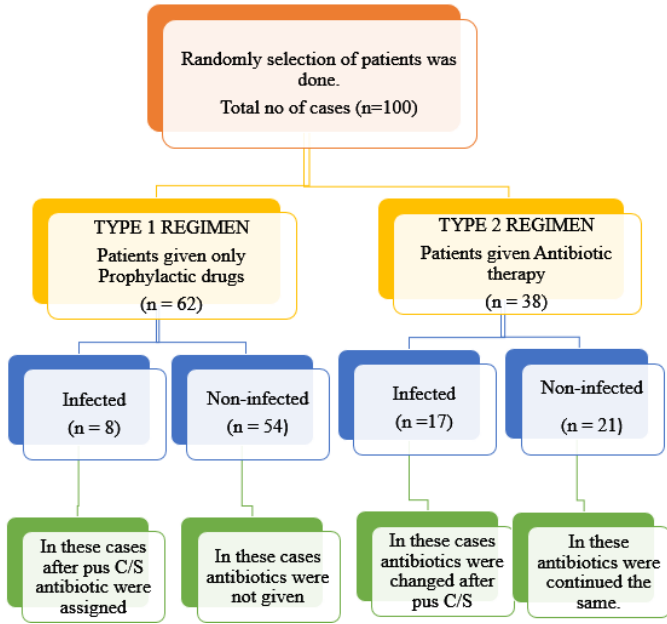 Randomly selection of patients was
done.
Total no of cases (n=100)
TYPE 1 REGIMEN
Patients given only
Prophylactic drugs
(n = 62)
TYPE 2 REGIMEN
Patients given Antibiotic
therapy
(n = 38)
Infected
(n = 8)
Non-infected
(n = 54)
Infected
(n =17)
Non-infected
(n = 21)
In these cases
after pus C/S
antibiotic were
assigned
In these cases
antibiotics were
not given
In these cases
antibiotics were
changed after
pus C/S
In these
antibiotics were
continued the
same.